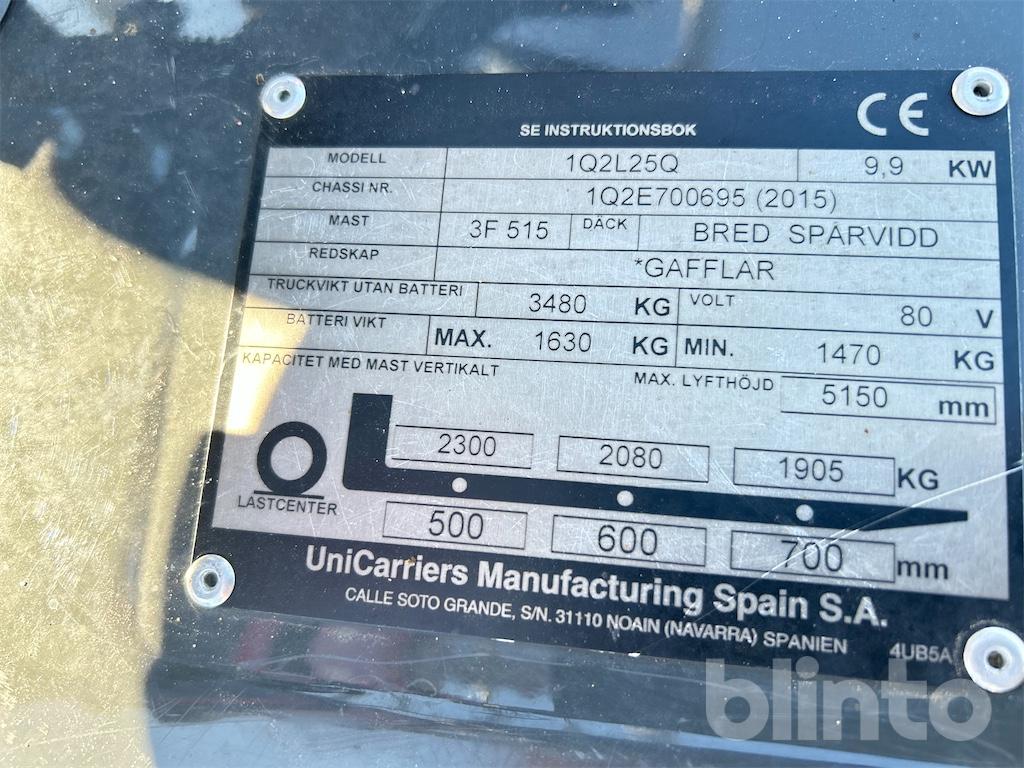 CE
SE INSTRUKTIONSBOK
MODELL 1Q2L25Q 9,9 KW
CHASSI NR. 1Q2E700695 (2015)
MAST 3F 515 DÄCK BRED SPÅRVIDD
REDSKAP *GAFFLAR
TRUCKVIKT UTAN BATTERI 3480 KG VOLT 80 V
BATTERI VIKT MAX. 1630 KG MIN. 1470 KG
KAPACITET MED MAST VERTIKALT MAX. LYFTHÖJD 5150 mm
2300 2080 1905 KG
LASTCENTER 500 600 700 mm
UniCarriers Manufacturing Spain S.A.
CALLE SOTO GRANDE, S/N. 31110 NOAIN (NAVARRA) SPANIEN 4UB5A
blinto